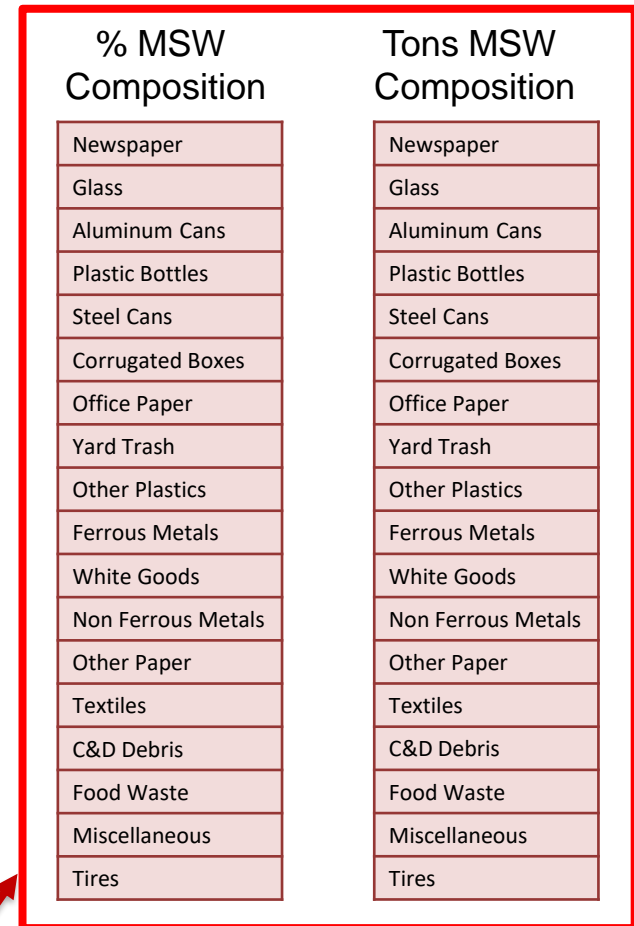 % MSW
Composition
Newspaper
Glass
Aluminum Cans
Plastic Bottles
Steel Cans
Corrugated Boxes
Office Paper
Yard Trash
Other Plastics
Ferrous Metals
White Goods
Non Ferrous Metals
Other Paper
Textiles
C&D Debris
Food Waste
Miscellaneous
Tires
Tons MSW
Composition
Newspaper
Glass
Aluminum Cans
Plastic Bottles
Steel Cans
Corrugated Boxes
Office Paper
Yard Trash
Other Plastics
Ferrous Metals
White Goods
Non Ferrous Metals
Other Paper
Textiles
C&D Debris
Food Waste
Miscellaneous
Tires